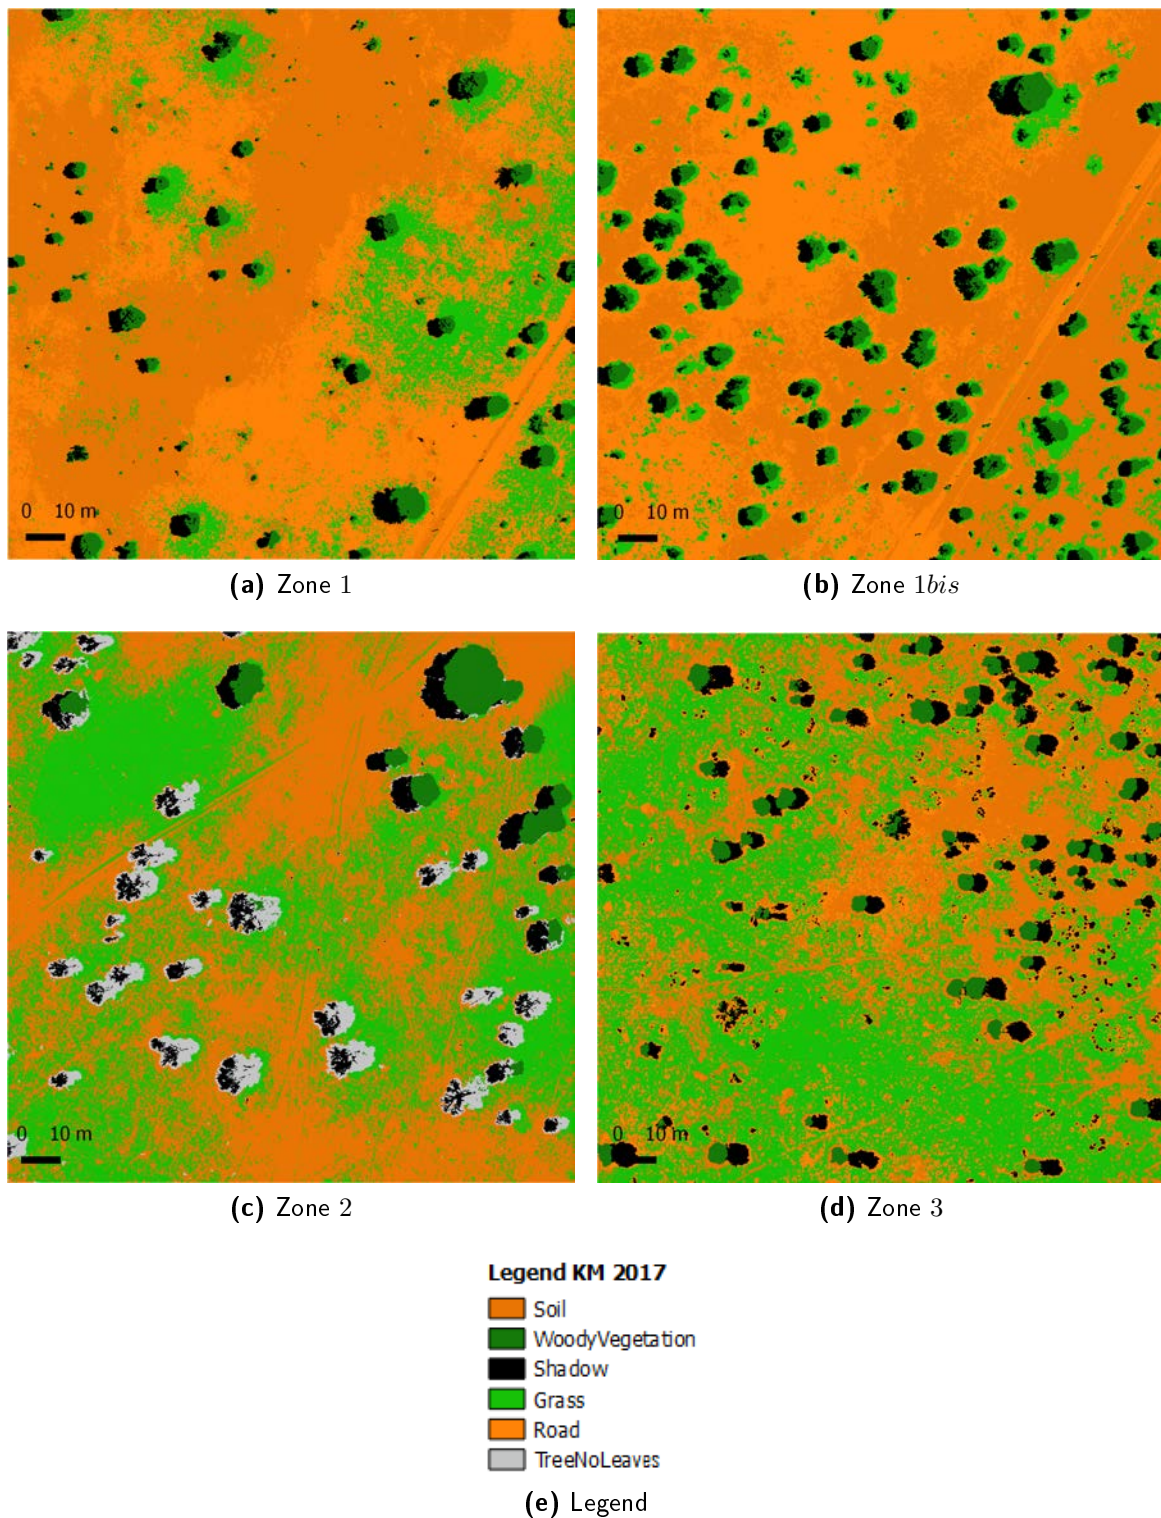 0 10 m
0 10 m
(a) Zone 1
(b) Zone 1bis
0 10 m
0 10 m
(c) Zone 2
(d) Zone 3
Legend KM 2017
Soil
WoodyVegetation
Shadow
Grass
Road
TreeNoLeaves
(e) Legend